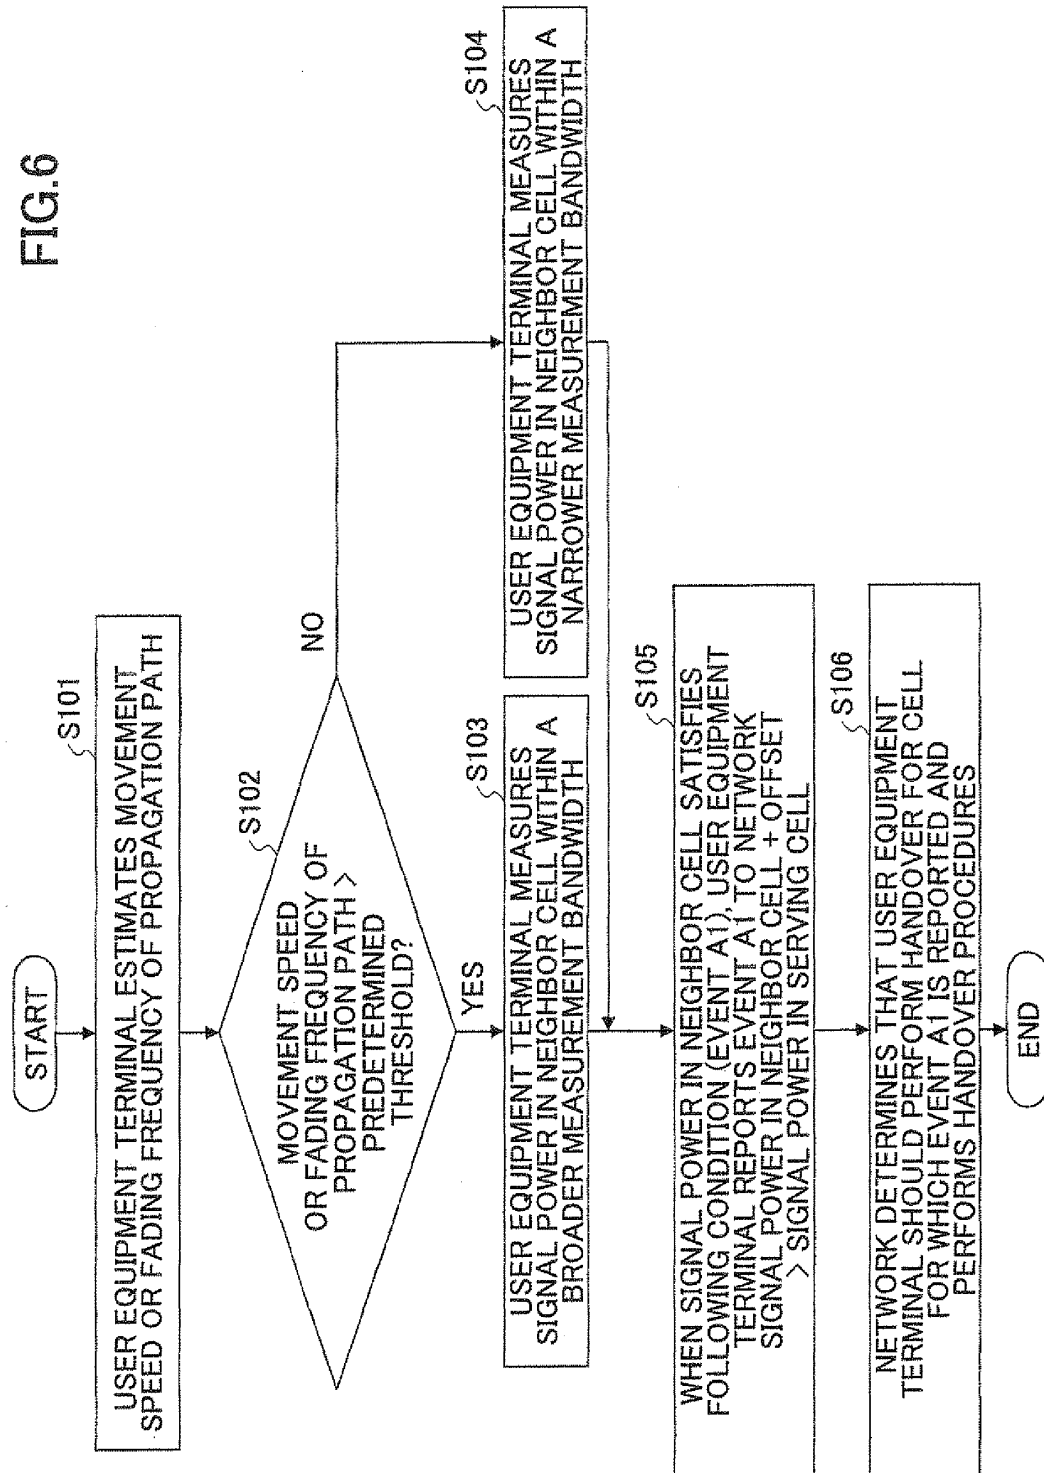 FIG.6
START
S101
USER EQUIPMENT TERMINAL ESTIMATES MOVEMENT
SPEED OR FADING FREQUENCY OF PROPAGATION PATH
S102
MOVEMENT SPEED
OR FADING FREQUENCY OF
PROPAGATION PATH >
PREDETERMINED
THRESHOLD?
NO
YES
S103
USER EQUIPMENT TERMINAL MEASURES
SIGNAL POWER IN NEIGHBOR CELL WITHIN A
BROADER MEASUREMENT BANDWIDTH
S104
USER EQUIPMENT TERMINAL MEASURES
SIGNAL POWER IN NEIGHBOR CELL WITHIN A
NARROWER MEASUREMENT BANDWIDTH
S105
WHEN SIGNAL POWER IN NEIGHBOR CELL SATISFIES
FOLLOWING CONDITION (EVENT A1), USER EQUIPMENT
TERMINAL REPORTS EVENT A1 TO NETWORK
SIGNAL POWER IN NEIGHBOR CELL + OFFSET
> SIGNAL POWER IN SERVING CELL
S106
NETWORK DETERMINES THAT USER EQUIPMENT
TERMINAL SHOULD PERFORM HANDOVER FOR CELL
FOR WHICH EVENT A1 IS REPORTED AND
PERFORMS HANDOVER PROCEDURES
END